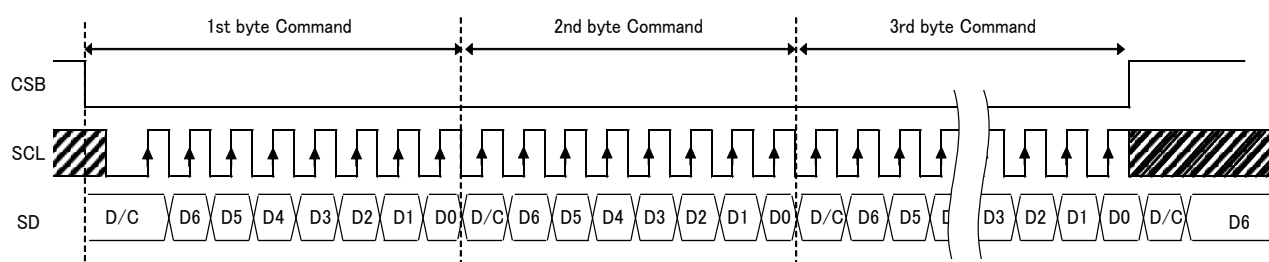 1st byte Command 2nd byte Command 3rd byte Command
CSB
SCL
SD D/C D6 D5 D4 D3 D2 D1 D0 D/C D6 D5 D4 D3 D2 D1 D0 D/C D6 D5 D3 D2 D1 D0 D/C D6